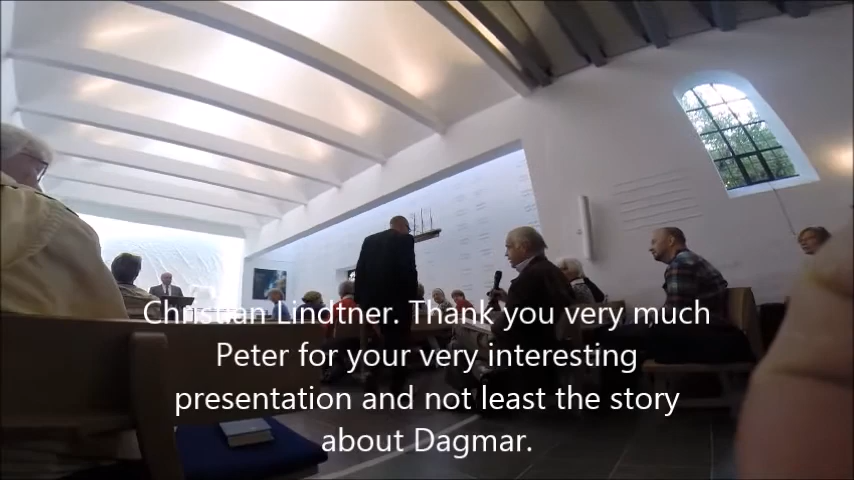 Christian Lindtner. Thank you very much
Peter for your very interesting
presentation and not least the story
about Dagmar.